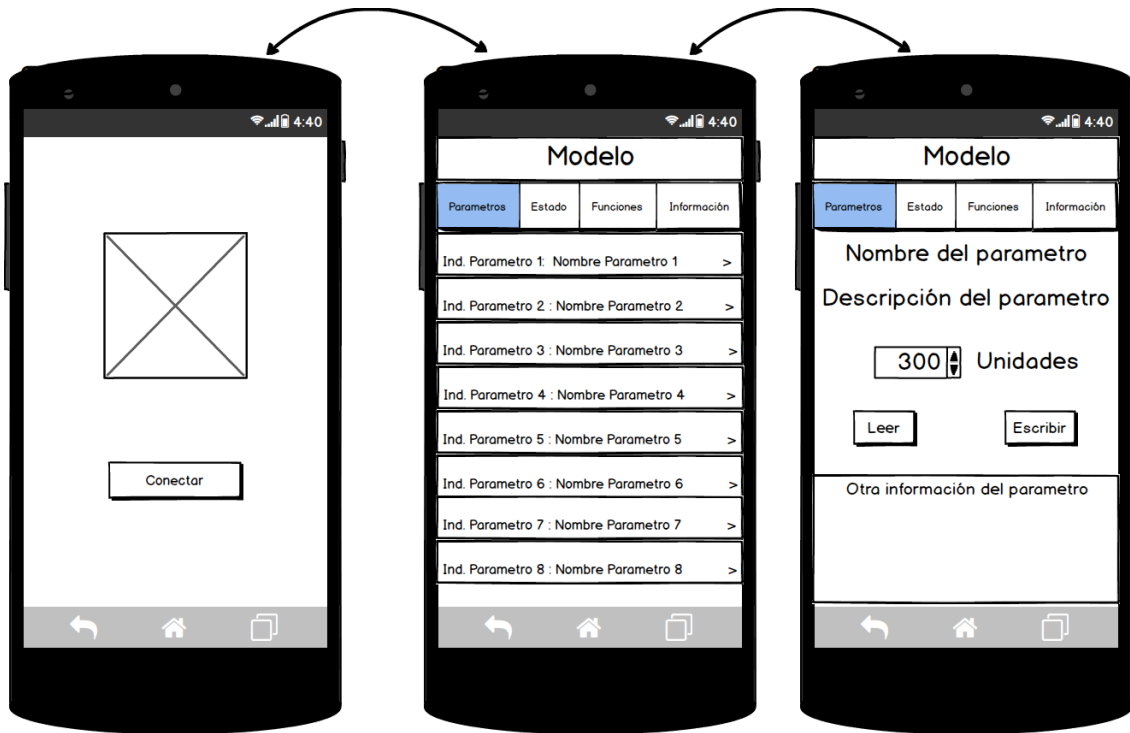 4:40
Conectar
4:40
Modelo
Parametros Estado Funciones Información
Ind. Parametro 1: Nombre Parametro 1 >
Ind. Parametro 2 : Nombre Parametro 2 >
Ind. Parametro 3 : Nombre Parametro 3 >
Ind. Parametro 4 : Nombre Parametro 4 >
Ind. Parametro 5 : Nombre Parametro 5 >
Ind. Parametro 6 : Nombre Parametro 6 >
Ind. Parametro 7 : Nombre Parametro 7 >
Ind. Parametro 8 : Nombre Parametro 8 >
4:40
Modelo
Parametros Estado Funciones Información
Nombre del parametro
Descripción del parametro
300 Unidades
Leer Escribir
Otra información del parametro